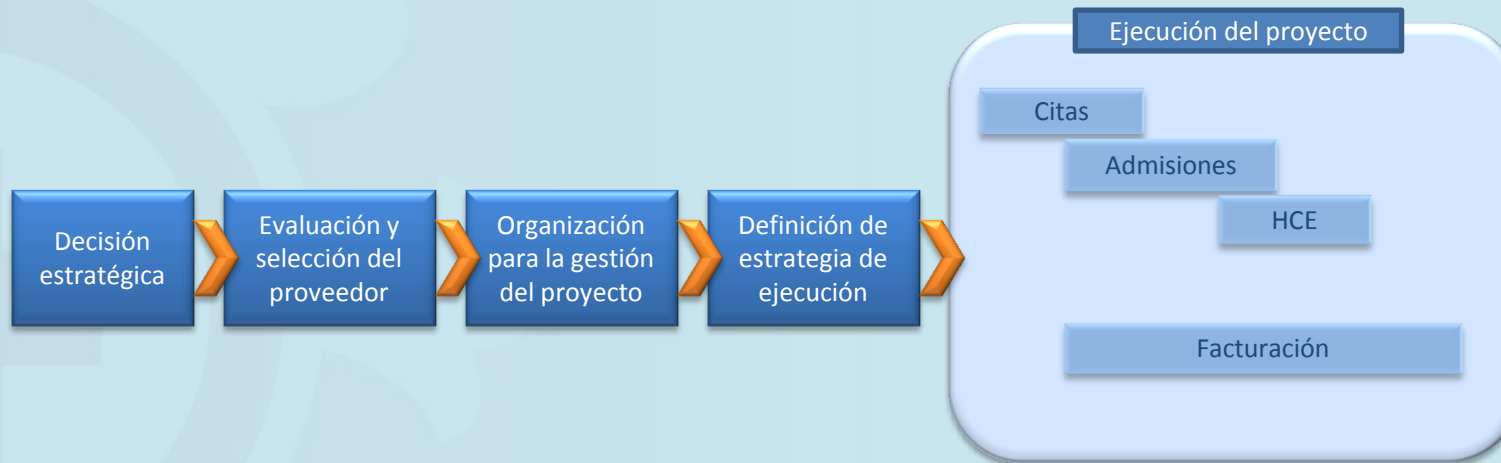 Ejecución del proyecto
Citas
Admisiones
HCE
Facturación
Decisión
estratégica
Evaluación y
selección del
proveedor
Organización
para la gestión
del proyecto
Definición de
estrategia de
ejecución